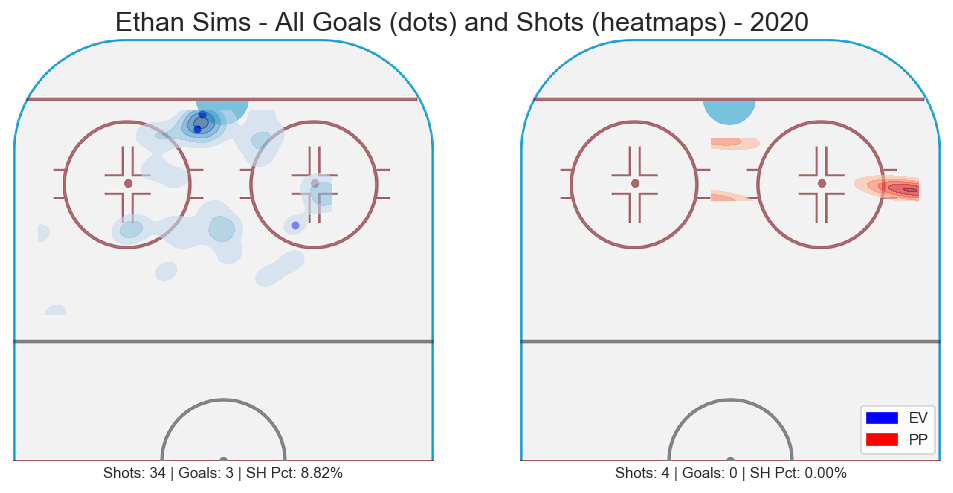 Ethan Sims - All Goals (dots) and Shots (heatmaps) - 2020
EV
PP
Shots: 34 | Goals: 3 | SH Pct: 8.82%
Shots: 4 | Goals: 0 | SH Pct: 0.00%